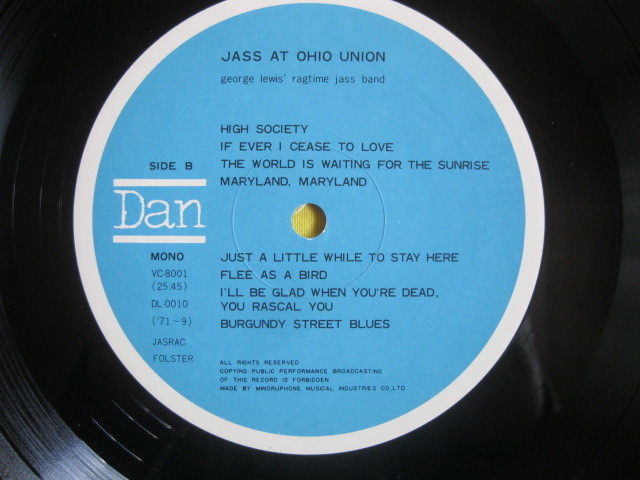 JASS AT OHIO UNION
george lewis' ragtime jass band
HIGH SOCIETY
IF EVER I CEASE TO LOVE
SIDE B
THE WORLD IS WAITING FOR THE SUNRISE
MARYLAND, MARYLAND
Dan
MONO
JUST A LITTLE WHILE TO STAY HERE
VC-8001
FLEE AS A BIRD
(25:45)
I'LL BE GLAD WHEN YOU'RE DEAD,
DL-0010
YOU RASCAL YOU
('71-9)
BURGUNDY STREET BLUES
JASRAC
FOLSTER
ALL RIGHTS RESERVED
COPYING PUBLIC PERFORMANCE BROADCASTING
OF THIS RECORD IS FORBIDDEN
MADE BY MINORUPHONE MUSICAL INDUSTRIES CO.,LTD